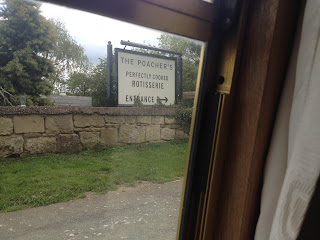 THE POACHER'S
PERFECTLY COOKED
ROTISSERIE
ENTRANCE